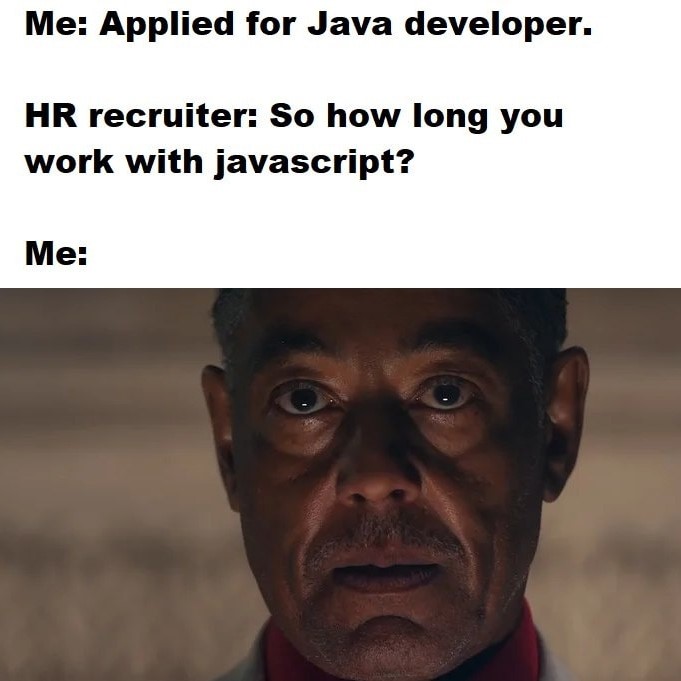 Me: Applied for Java developer.
HR recruiter: So how long you
work with javascript?
Me: